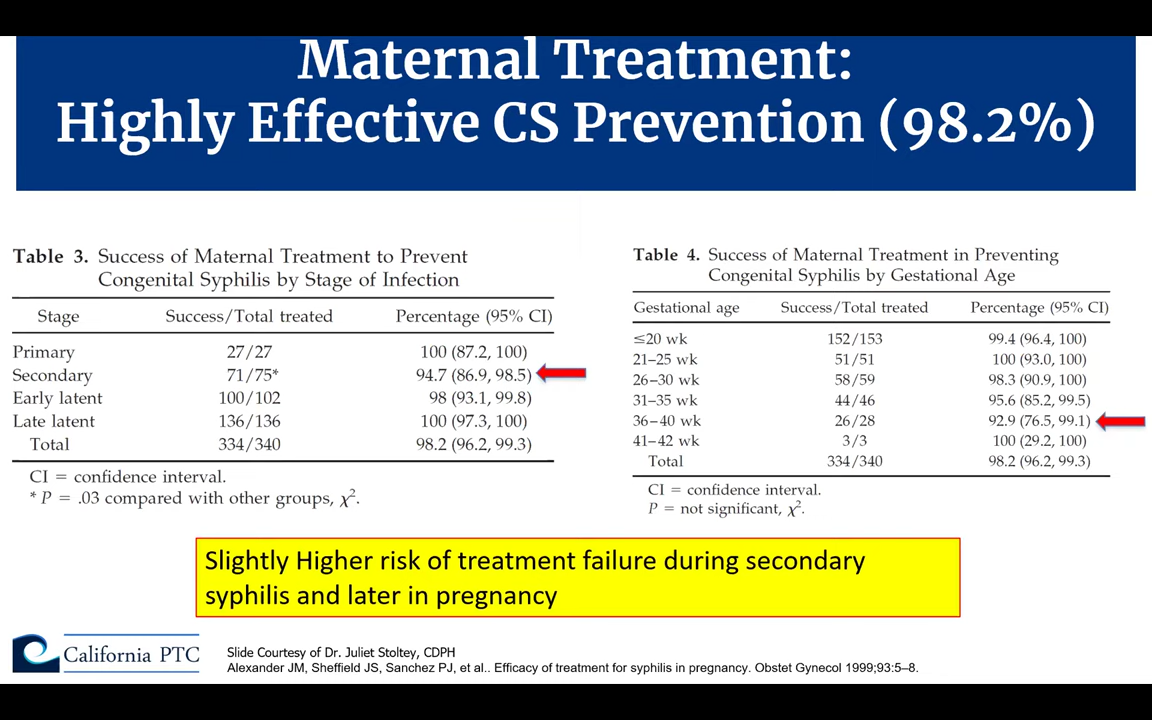 Maternal Treatment:
Highly Effective CS Prevention (98.2%)
Table 3. Success of Maternal Treatment to Prevent
Congenital Syphilis by Stage of Infection
Stage Success/Total treated Percentage (95% CI)
Primary 27/27 100 (87.2, 100)
Secondary 71/75* 94.7 (86.9, 98.5)
Early latent 100/102 98 (93.1, 99.8)
Late latent 136/136 100 (97.3, 100)
Total 334/340 98.2 (96.2, 99.3)
CI = confidence interval.
* P = .03 compared with other groups, χ².
Table 4. Success of Maternal Treatment in Preventing
Congenital Syphilis by Gestational Age
Gestational age Success/Total treated Percentage (95% CI)
≤20 wk 152/153 99.4 (96.4, 100)
21–25 wk 51/51 100 (93.0, 100)
26–30 wk 58/59 98.3 (90.9, 100)
31–35 wk 44/46 95.6 (85.2, 99.5)
36–40 wk 26/28 92.9 (76.5, 99.1)
41–42 wk 3/3 100 (29.2, 100)
Total 334/340 98.2 (96.2, 99.3)
CI = confidence interval.
P = not significant, χ².
Slightly Higher risk of treatment failure during secondary
syphilis and later in pregnancy
California PTC
Slide Courtesy of Dr. Juliet Stoltey, CDPH
Alexander JM, Sheffield JS, Sanchez PJ, et al.. Efficacy of treatment for syphilis in pregnancy. Obstet Gynecol 1999;93:5–8.